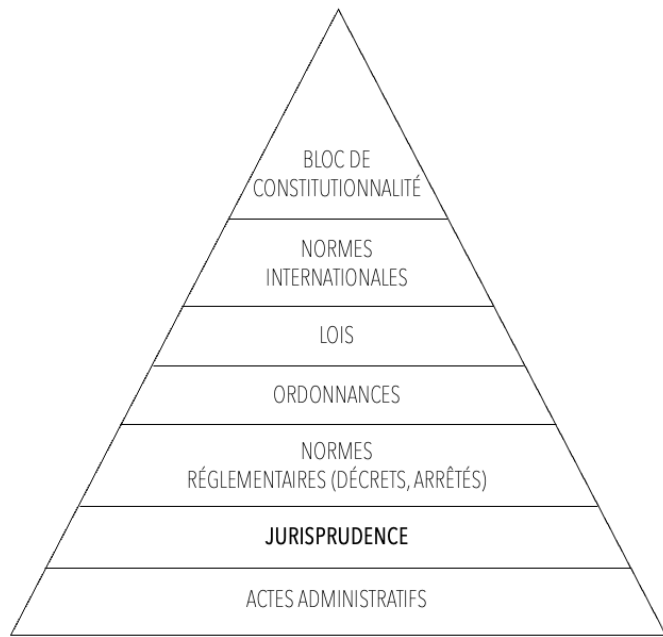 BLOC DE
CONSTITUTIONNALITÉ
NORMES
INTERNATIONALES
LOIS
ORDONNANCES
NORMES
RÉGLEMENTAIRES (DÉCRETS, ARRÊTÉS)
JURISPRUDENCE
ACTES ADMINISTRATIFS